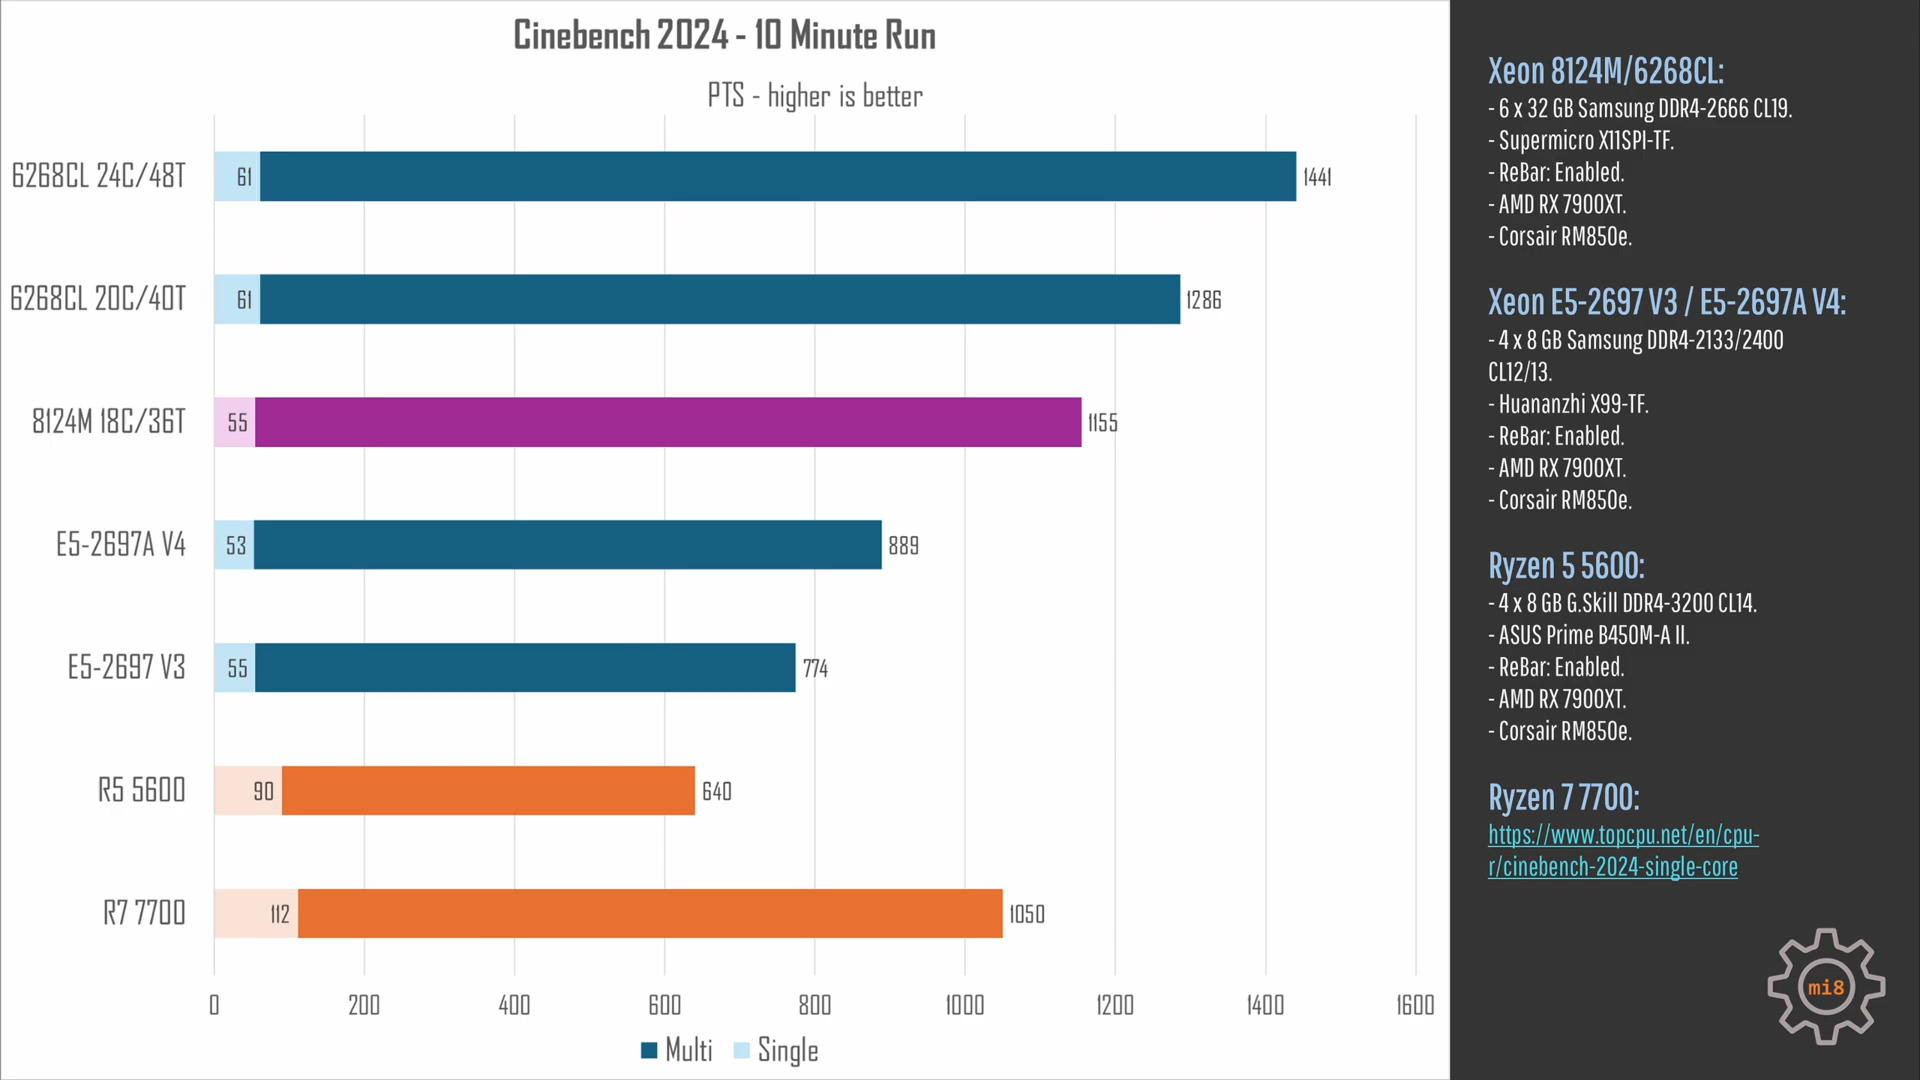 Cinebench 2024 - 10 Minute Run
PTS - higher is better
6268CL 24C/48T 61 1441
6268CL 20C/40T 61 1286
8124M 18C/36T 55 1155
E5-2697A V4 53 889
E5-2697 V3 55 774
R5 5600 90 640
R7 7700 112 1050
0 200 400 600 800 1000 1200 1400 1600
Multi Single
Xeon 8124M/6268CL:
- 6 x 32 GB Samsung DDR4-2666 CL19.
- Supermicro X11SPI-TF.
- ReBar: Enabled.
- AMD RX 7900XT.
- Corsair RM850e.
Xeon E5-2697 V3 / E5-2697A V4:
- 4 x 8 GB Samsung DDR4-2133/2400
CL12/13.
- Huananzhi X99-TF.
- ReBar: Enabled.
- AMD RX 7900XT.
- Corsair RM850e.
Ryzen 5 5600:
- 4 x 8 GB G.Skill DDR4-3200 CL14.
- ASUS Prime B450M-A II.
- ReBar: Enabled.
- AMD RX 7900XT.
- Corsair RM850e.
Ryzen 7 7700:
https://www.topcpu.net/en/cpu-
r/cinebench-2024-single-core
mi8